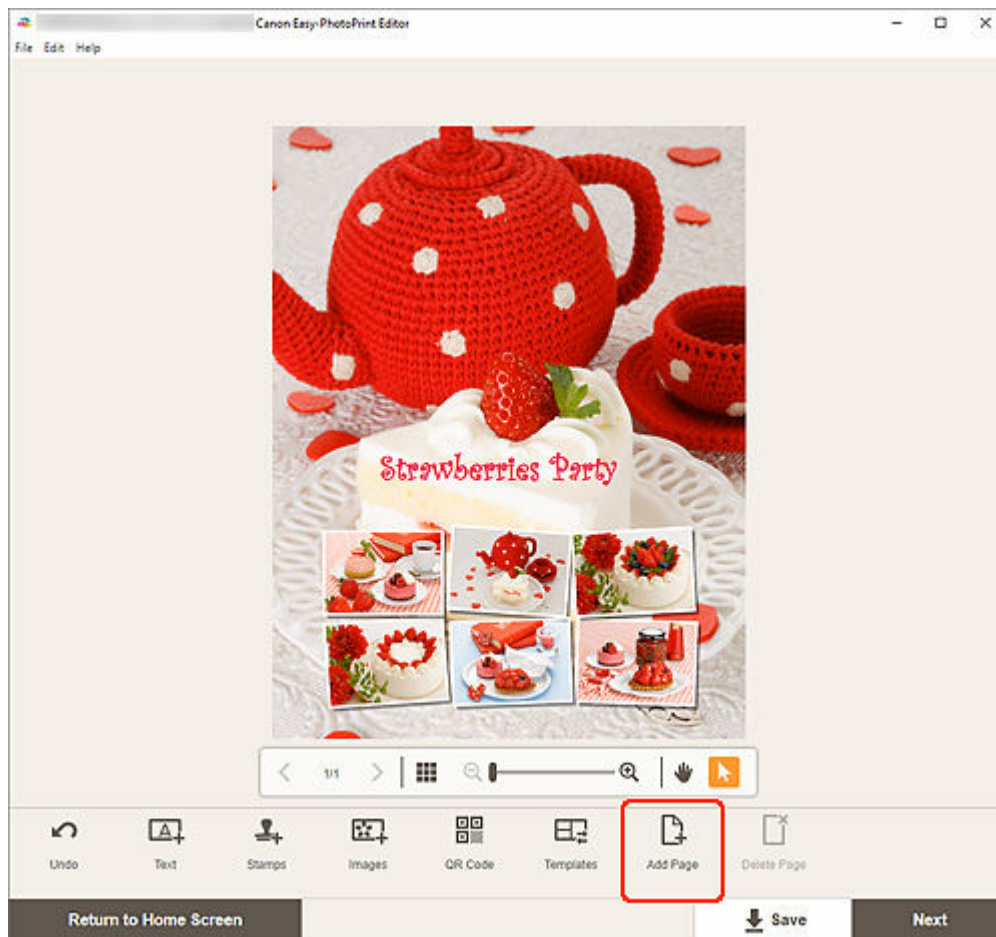 Canon Easy-PhotoPrint Editor
File Edit Help
Strawberries Party
1/1
Undo Text Stamps Images QR Code Templates Add Page Delete Page
Return to Home Screen Save Next